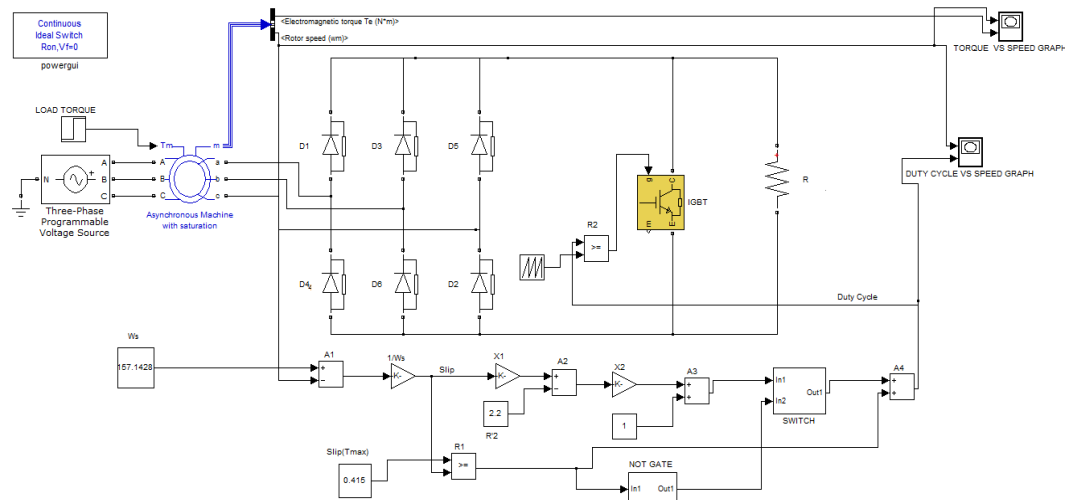 Continuous
Ideal Switch
Ron,Vf=0
powergui
<Electromagnetic torque Te (N*m)>
<Rotor speed (wm)>
TORQUE VS SPEED GRAPH
LOAD TORQUE
Tm
m
A
B
C
a
b
c
N
A
B
C
Three-Phase
Programmable
Voltage Source
Asynchronous Machine
with saturation
D1
D3
D5
D4
D6
D2
g
C
m
E
IGBT
R
R2
>=
DUTY CYCLE VS SPEED GRAPH
Duty Cycle
Ws
157.1428
A1
+
−
1/Ws
K-
Slip
X1
K-
A2
+
−
2.2
R'2
X2
K-
A3
+
+
1
In1
In2
Out1
SWITCH
A4
+
+
Slip(Tmax)
0.415
R1
>=
NOT GATE
In1
Out1